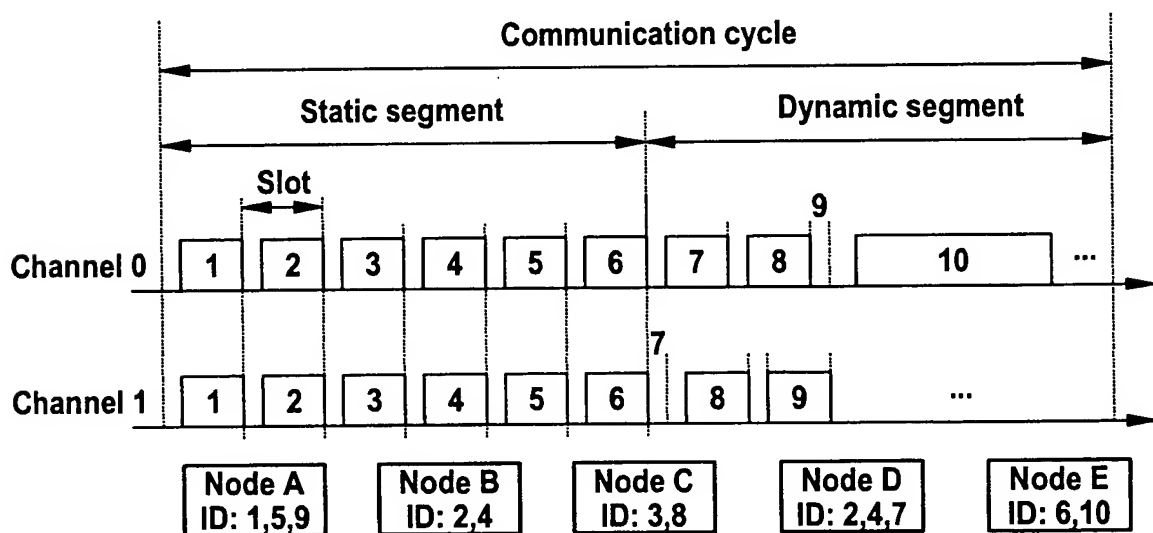 Communication cycle
Static segment
Dynamic segment
Slot
9
Channel 0
1 2 3 4 5 6 7 8 10 ...
7
Channel 1
1 2 3 4 5 6 8 9 ...
Node A
ID: 1,5,9
Node B
ID: 2,4
Node C
ID: 3,8
Node D
ID: 2,4,7
Node E
ID: 6,10